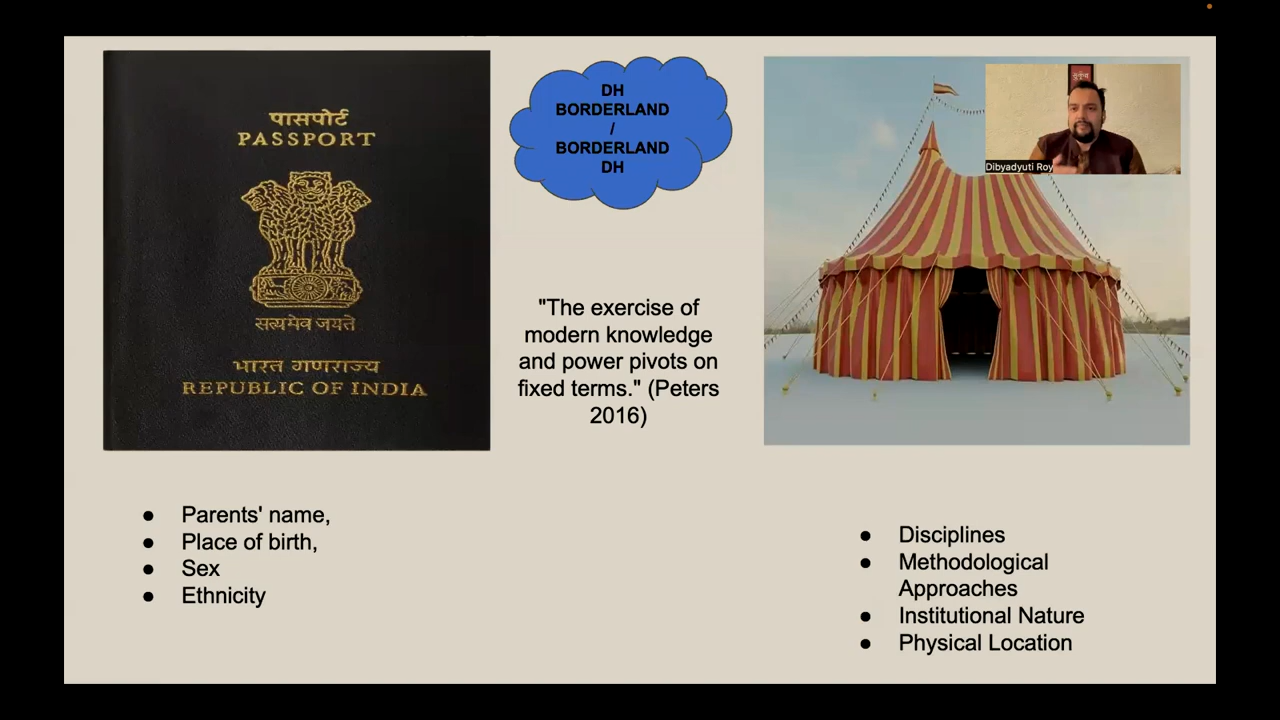 पासपोर्ट
PASSPORT
सत्यमेव जयते
भारत गणराज्य
REPUBLIC OF INDIA
DH
BORDERLAND
/
BORDERLAND
DH
"The exercise of
modern knowledge
and power pivots on
fixed terms." (Peters
2016)
Dibyadyuti Roy
● Parents' name,
● Place of birth,
● Sex
● Ethnicity
● Disciplines
● Methodological
Approaches
● Institutional Nature
● Physical Location